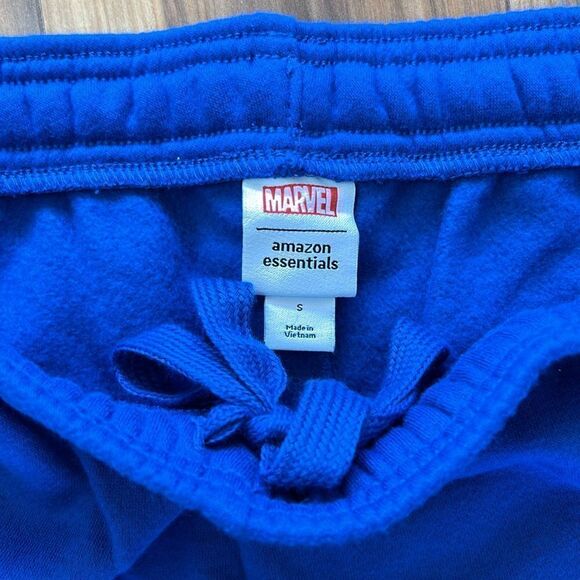 MARVEL
amazon
essentials
S
Made in
Vietnam